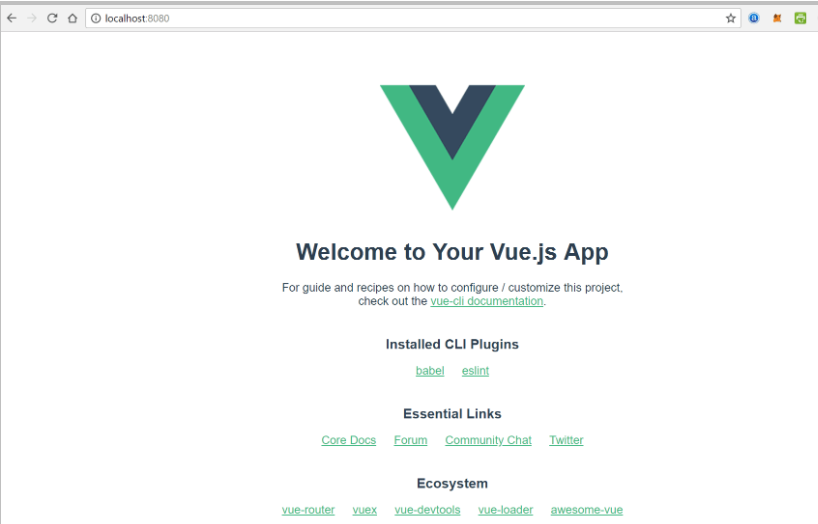 localhost:8080
Welcome to Your Vue.js App
For guide and recipes on how to configure / customize this project,
check out the vue-cli documentation.
Installed CLI Plugins
babel eslint
Essential Links
Core Docs Forum Community Chat Twitter
Ecosystem
vue-router vuex vue-devtools vue-loader awesome-vue